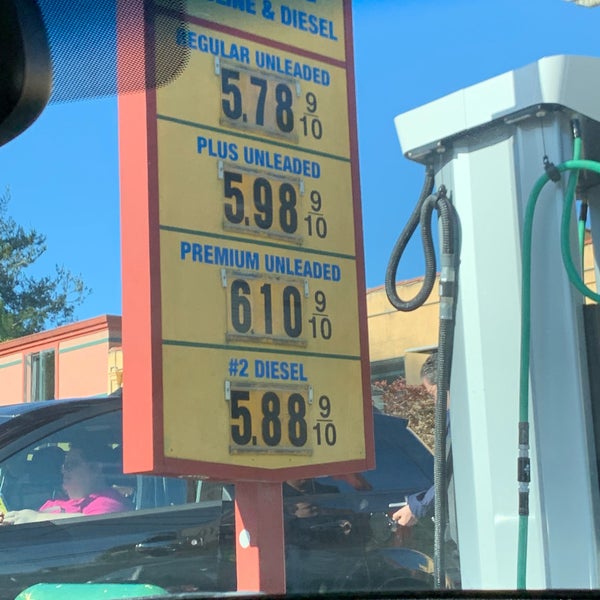 & DIESEL
REGULAR UNLEADED
5.78 9/10
PLUS UNLEADED
5.98 9/10
PREMIUM UNLEADED
6.10 9/10
#2 DIESEL
5.88 9/10